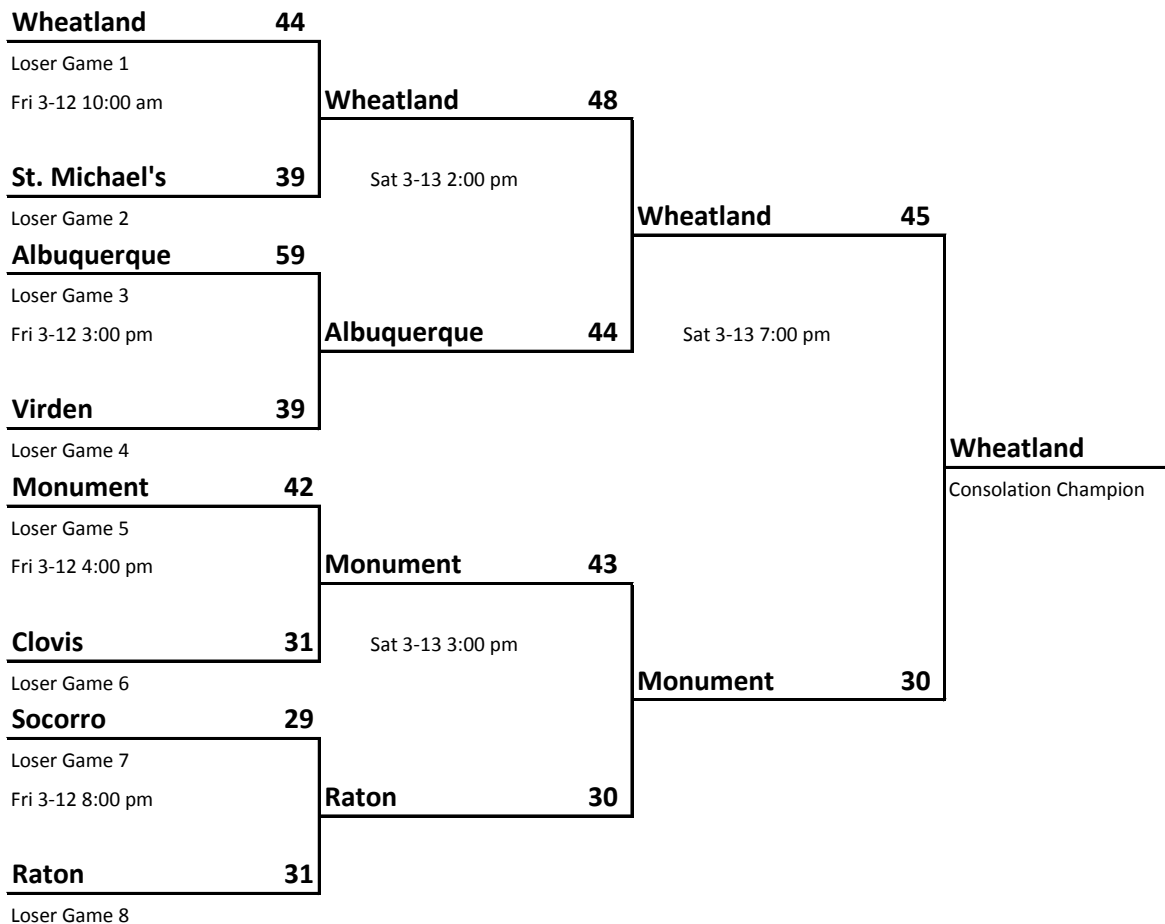 Wheatland 44
Loser Game 1
Fri 3-12 10:00 am
Wheatland 48
St. Michael's 39
Sat 3-13 2:00 pm
Loser Game 2
Wheatland 45
Albuquerque 59
Loser Game 3
Fri 3-12 3:00 pm
Albuquerque 44
Sat 3-13 7:00 pm
Virden 39
Loser Game 4
Wheatland
Monument 42
Consolation Champion
Loser Game 5
Fri 3-12 4:00 pm
Monument 43
Clovis 31
Sat 3-13 3:00 pm
Loser Game 6
Monument 30
Socorro 29
Loser Game 7
Fri 3-12 8:00 pm
Raton 30
Raton 31
Loser Game 8